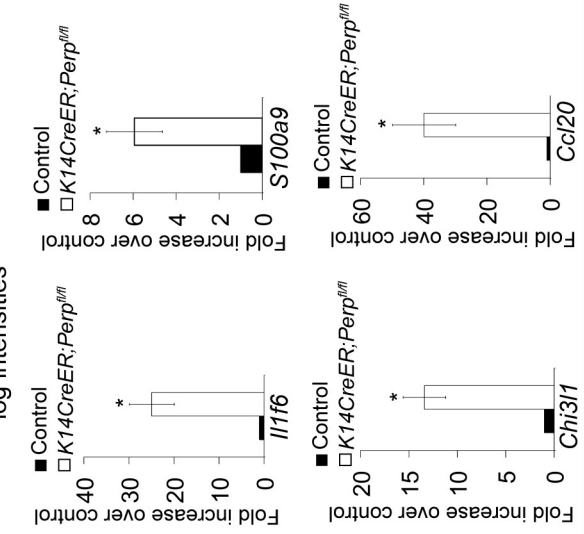 log intensities
Control
K14CreER;Perpfl/fl
Fold increase over control
40
30
20
10
0
*
Il1f6
Control
K14CreER;Perpfl/fl
Fold increase over control
8
6
4
2
0
*
S100a9
Control
K14CreER;Perpfl/fl
Fold increase over control
20
15
10
5
0
*
Chi3l1
Control
K14CreER;Perpfl/fl
Fold increase over control
60
40
20
0
*
Ccl20